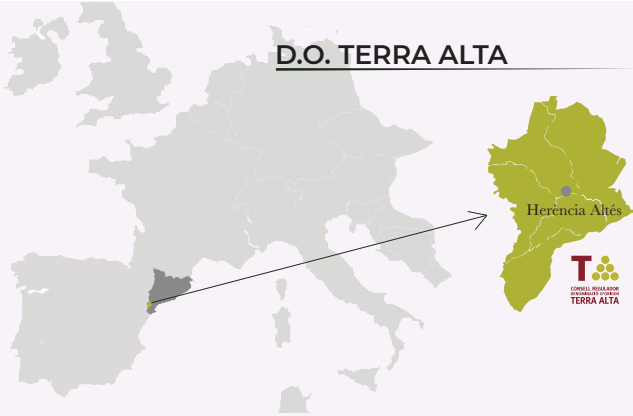 D.O. TERRA ALTA
Herència Altés
T
CONSELL REGULADOR
DENOMINACIÓ D'ORIGEN
TERRA ALTA